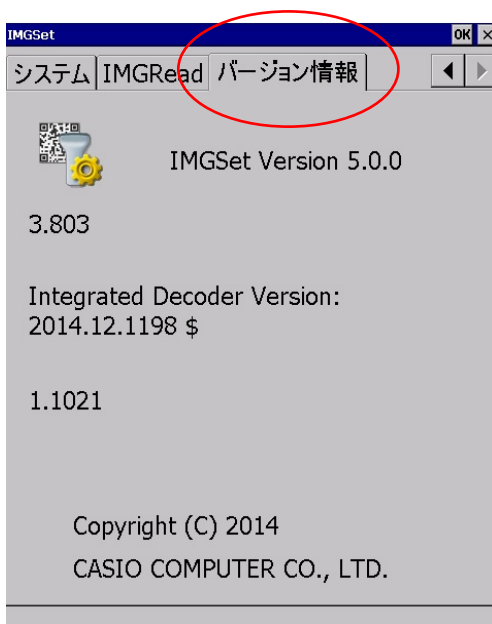 IMGSet OK ×
システム IMGRead バージョン情報
IMGSet Version 5.0.0
3.803
Integrated Decoder Version:
2014.12.1198 $
1.1021
Copyright (C) 2014
CASIO COMPUTER CO., LTD.